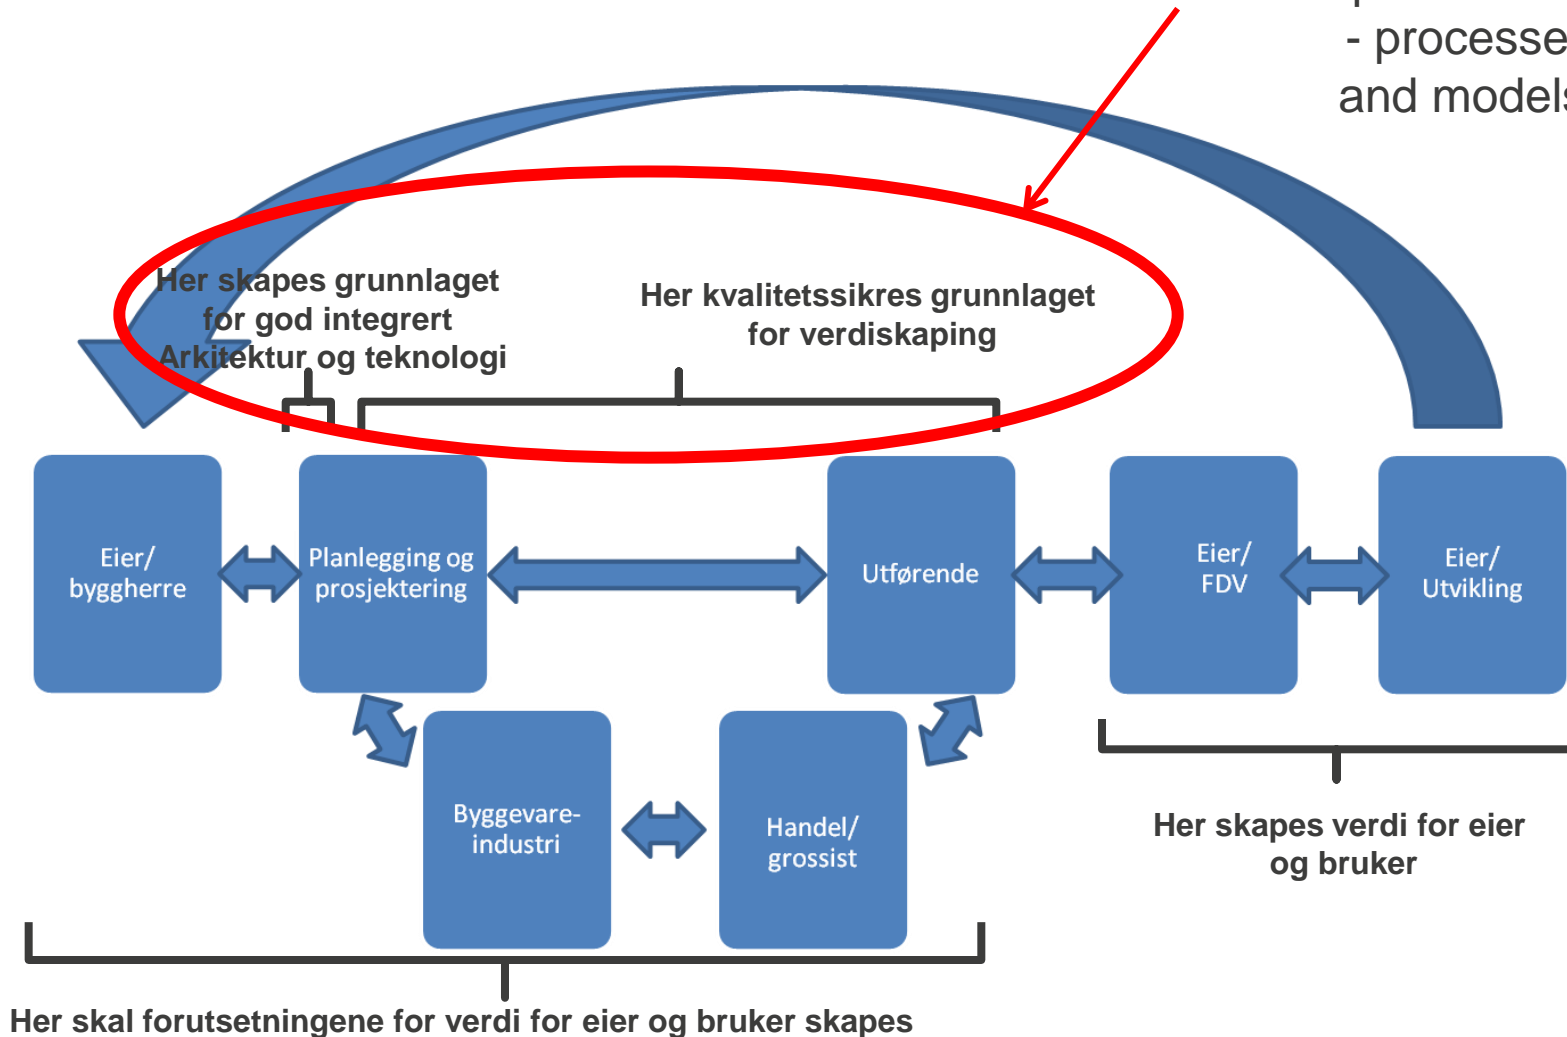 - processe
and models
Her skapes grunnlaget
for god integrert
Arkitektur og teknologi
Her kvalitetssikres grunnlaget
for verdiskaping
Eier/
byggherre
Planlegging og
prosjektering
Utførende
Eier/
FDV
Eier/
Utvikling
Byggevare-
industri
Handel/
grossist
Her skapes verdi for eier
og bruker
Her skal forutsetningene for verdi for eier og bruker skapes